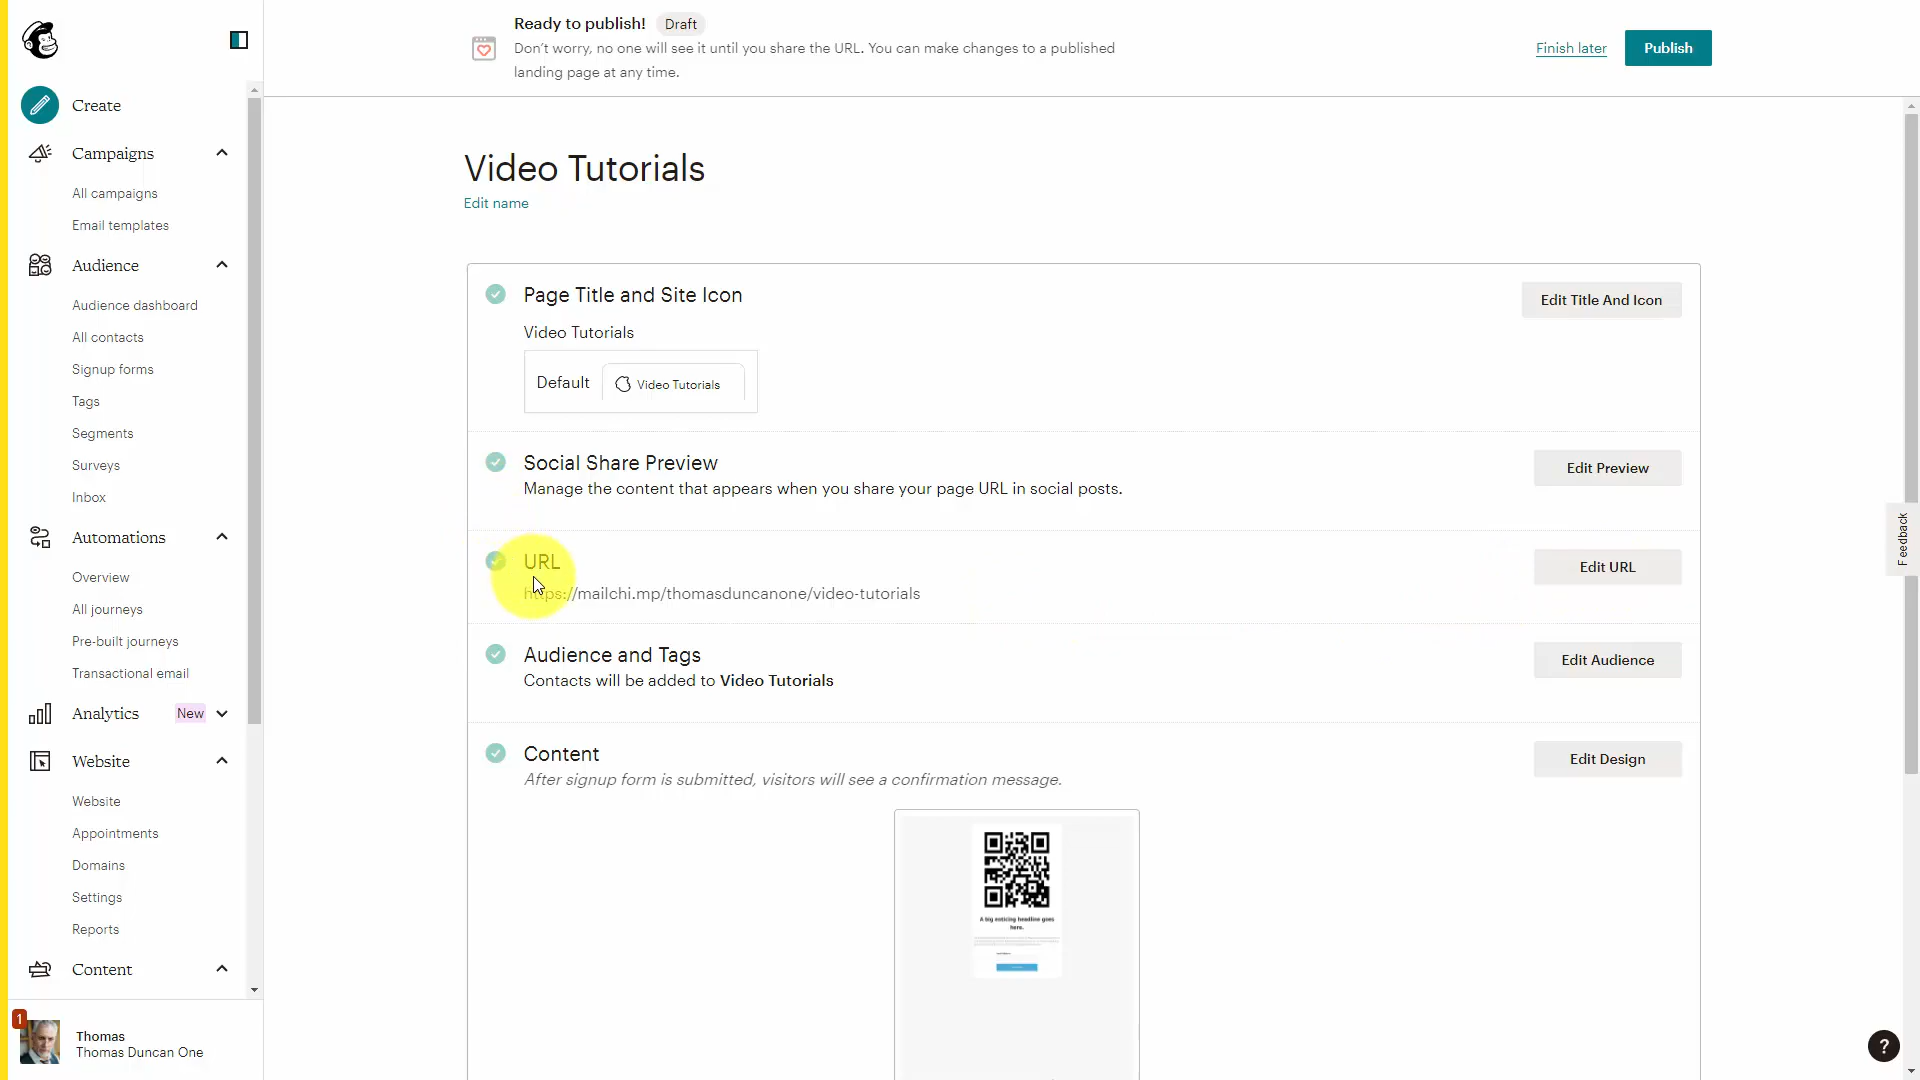 Ready to publish!
Draft
Don't worry, no one will see it until you share the URL. You can make changes to a published
landing page at any time.
Finish later
Publish
Create
Campaigns
All campaigns
Email templates
Audience
Audience dashboard
All contacts
Signup forms
Tags
Segments
Surveys
Inbox
Automations
Overview
All journeys
Pre-built journeys
Transactional email
Analytics
New
Website
Website
Appointments
Domains
Settings
Reports
Content
1
Thomas
Thomas Duncan One
Video Tutorials
Edit name
Page Title and Site Icon
Edit Title And Icon
Video Tutorials
Default
Video Tutorials
Social Share Preview
Edit Preview
Manage the content that appears when you share your page URL in social posts.
URL
Edit URL
https://mailchi.mp/thomasduncanone/video-tutorials
Audience and Tags
Edit Audience
Contacts will be added to Video Tutorials
Content
Edit Design
After signup form is submitted, visitors will see a confirmation message.
A big enticing headline goes
here.
Feedback
?